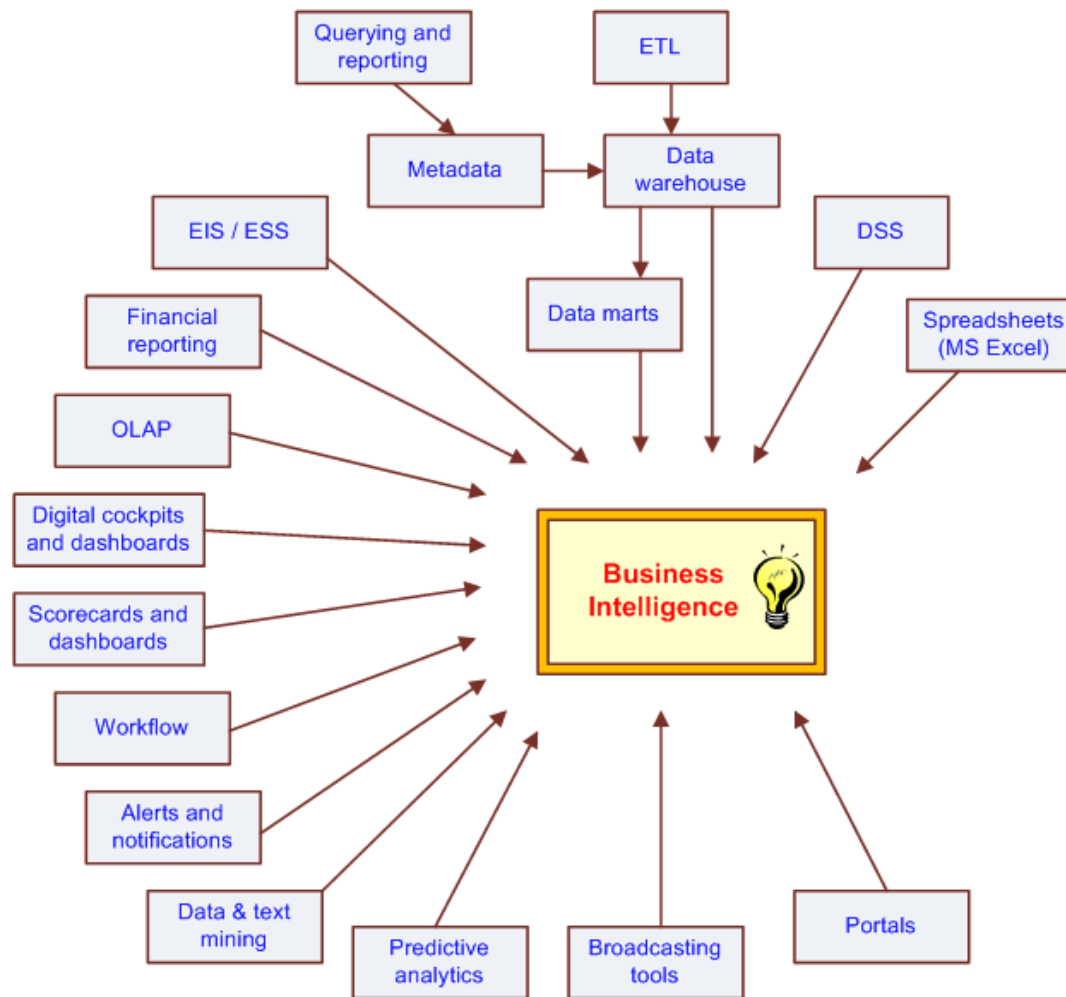 Querying and
reporting
ETL
Metadata
Data
warehouse
EIS / ESS
DSS
Data marts
Financial
reporting
Spreadsheets
(MS Excel)
OLAP
Digital cockpits
and dashboards
Business
Intelligence
Scorecards and
dashboards
Workflow
Alerts and
notifications
Data & text
mining
Predictive
analytics
Broadcasting
tools
Portals